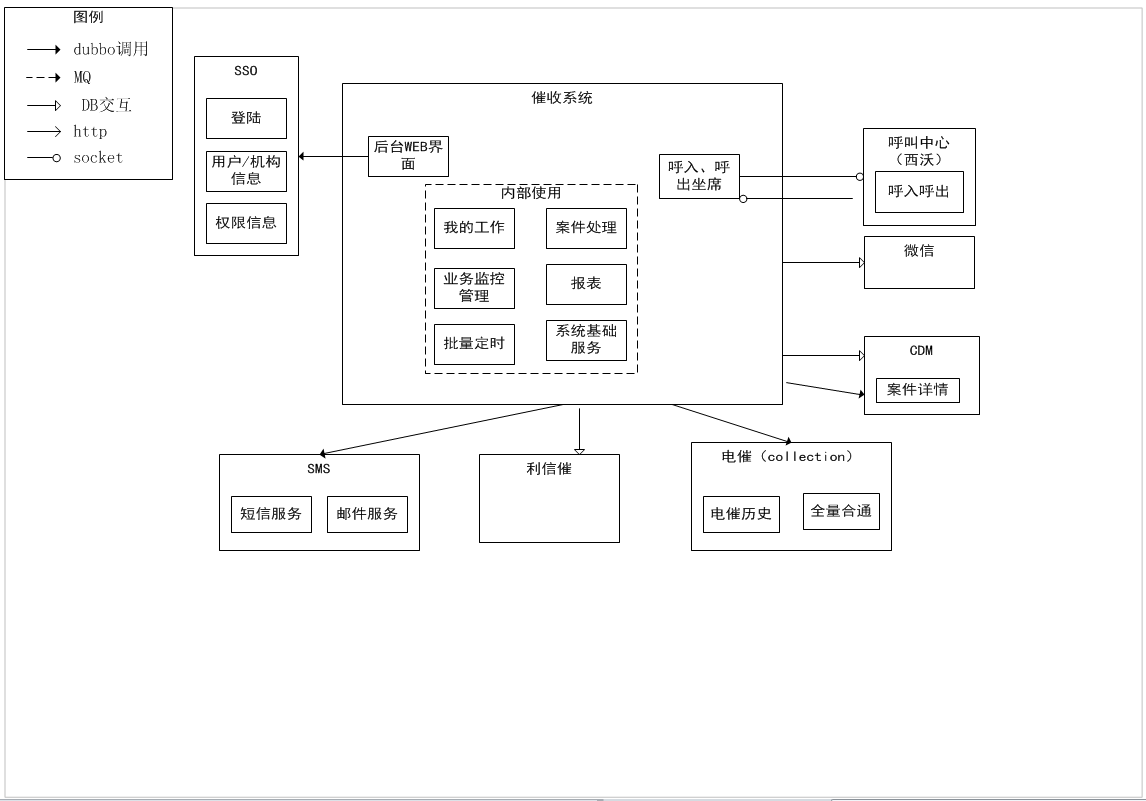 图例
dubbo调用
MQ
DB交互
http
socket
SSO
登陆
用户/机构
信息
权限信息
催收系统
后台WEB界
面
内部使用
我的工作
案件处理
业务监控
管理
报表
批量定时
系统基础
服务
呼入、呼
出坐席
呼叫中心
（西沃）
呼入呼出
微信
CDM
案件详情
SMS
短信服务
邮件服务
利信催
电催（collection）
电催历史
全量合通